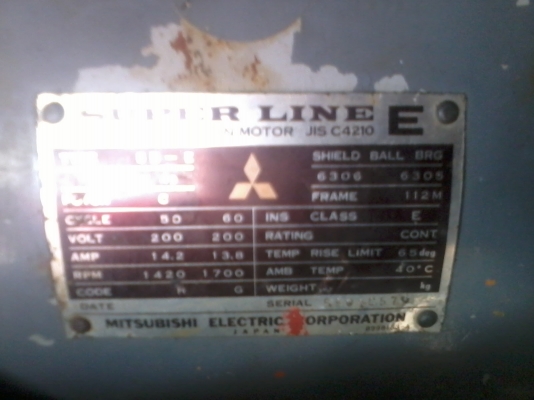 SUPER LINE E
MOTOR JIS C4210
SHIELD BALL BRG
6306 6305
FRAME 112M
CYCLE 50 60 INS CLASS E
VOLT 200 200 RATING CONT
AMP 14.2 13.8 TEMP RISE LIMIT 65deg
RPM 1420 1700 AMB TEMP 40°C
CODE H G WEIGHT kg
DATE SERIAL
MITSUBISHI ELECTRIC CORPORATION
JAPAN